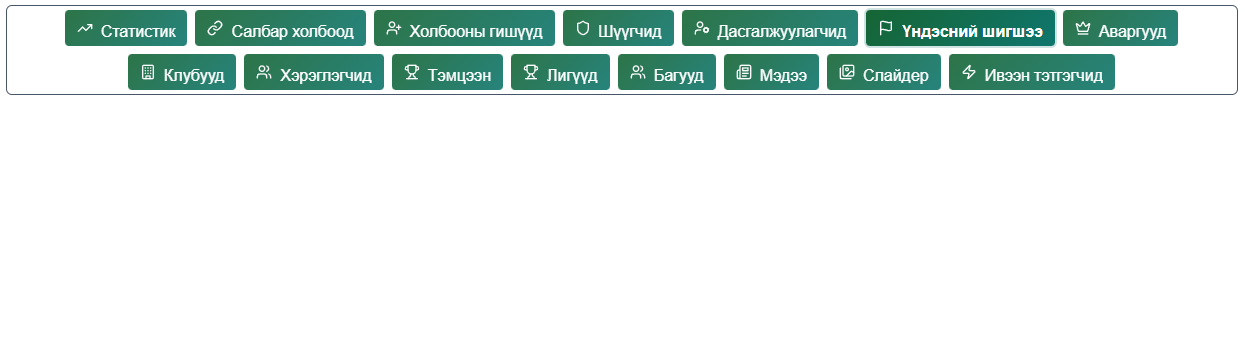 Статистик Салбар холбоод Холбооны гишүүд Шүүгчид Дасгалжуулагчид Үндэсний шигшээ Аваргууд
Клубууд Хэрэглэгчид Тэмцээн Лигүүд Багууд Мэдээ Слайдер Ивээн тэтгэгчид